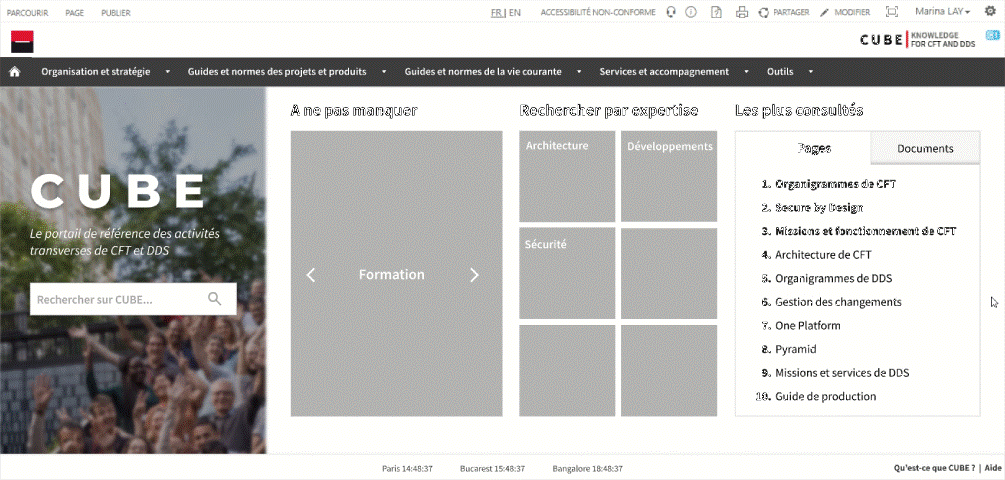 PARCOURIR PAGE PUBLIER FR | EN ACCESSIBILITÉ NON-CONFORME PARTAGER MODIFIER Marina LAY
CUBE KNOWLEDGE
FOR CFT AND DDS
Organisation et stratégie Guides et normes des projets et produits Guides et normes de la vie courante Services et accompagnement Outils
CUBE
Le portail de référence des activités
transverses de CFT et DDS
Rechercher sur CUBE...
A ne pas manquer
Formation
Rechercher par expertise
Architecture Développements
Sécurité
Les plus consultés
Pages Documents
1. Organigrammes de CFT
2. Secure by Design
3. Missions et fonctionnement de CFT
4. Architecture de CFT
5. Organigrammes de DDS
6. Gestion des changements
7. One Platform
8. Pyramid
9. Missions et services de DDS
10. Guide de production
Paris 14:48:37 Bucarest 15:48:37 Bangalore 18:48:37 Qu'est-ce que CUBE ? | Aide